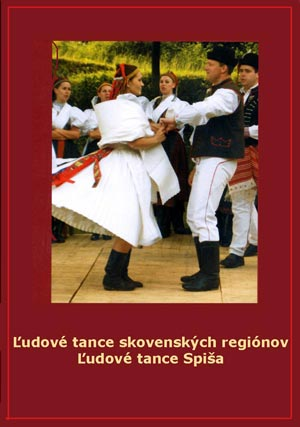 Ľudové tance skovenských regiónov
Ľudové tance Spiša